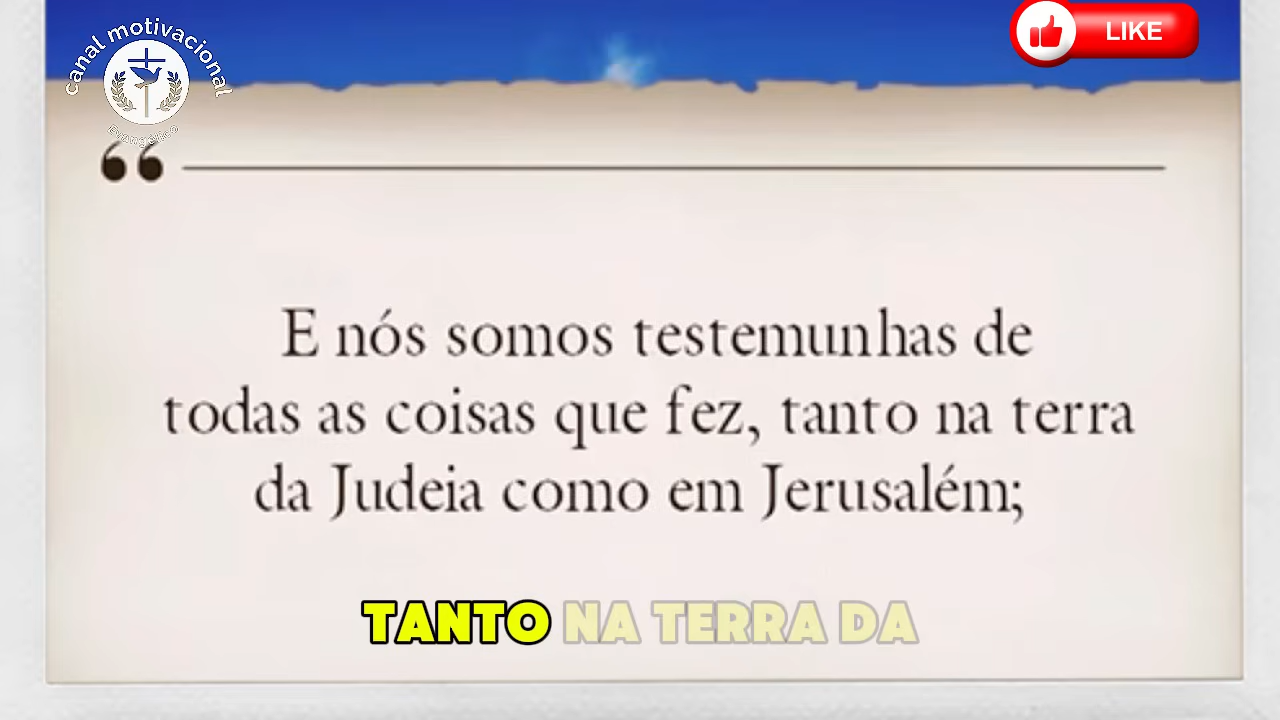 canal motivacional
evangélico
LIKE
“
E nós somos testemunhas de
todas as coisas que fez, tanto na terra
da Judeia como em Jerusalém;
TANTO NA TERRA DA